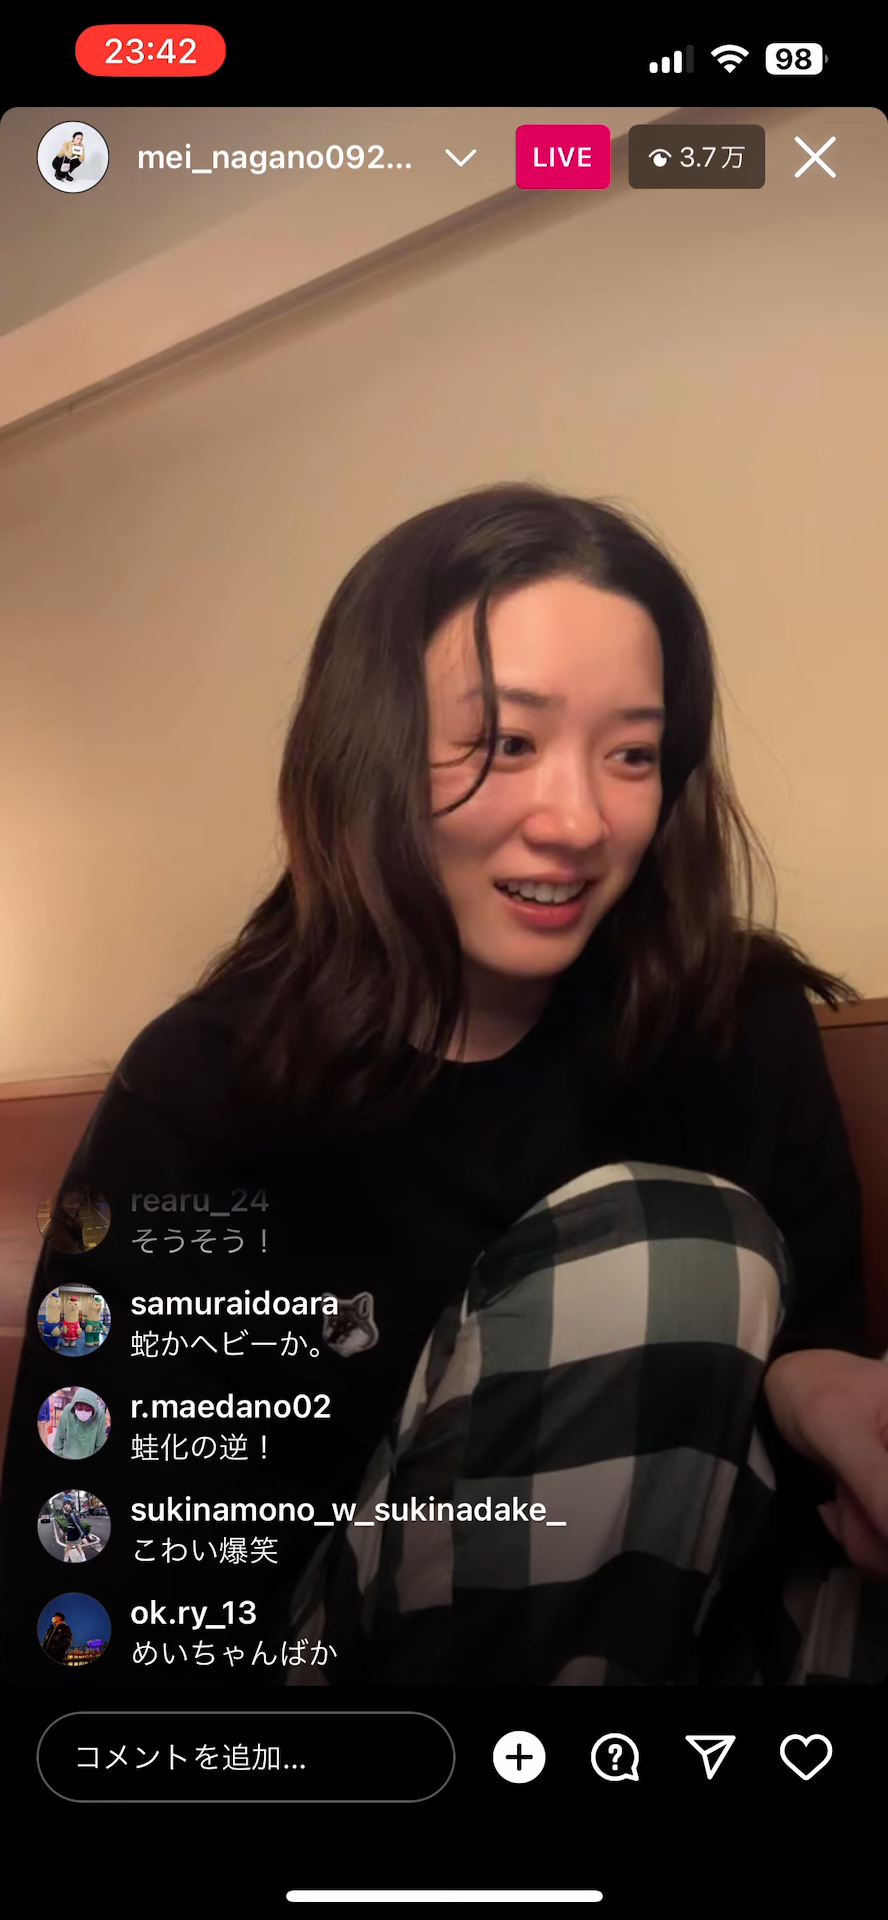 23:42
98
mei_nagano092...
LIVE
3.7万
rearu_24
そうそう！
samuraidoara
蛇かヘビーか。
r.maedano02
蛙化の逆！
sukinamono_w_sukinadake_
こわい爆笑
ok.ry_13
めいちゃんばか
コメントを追加...